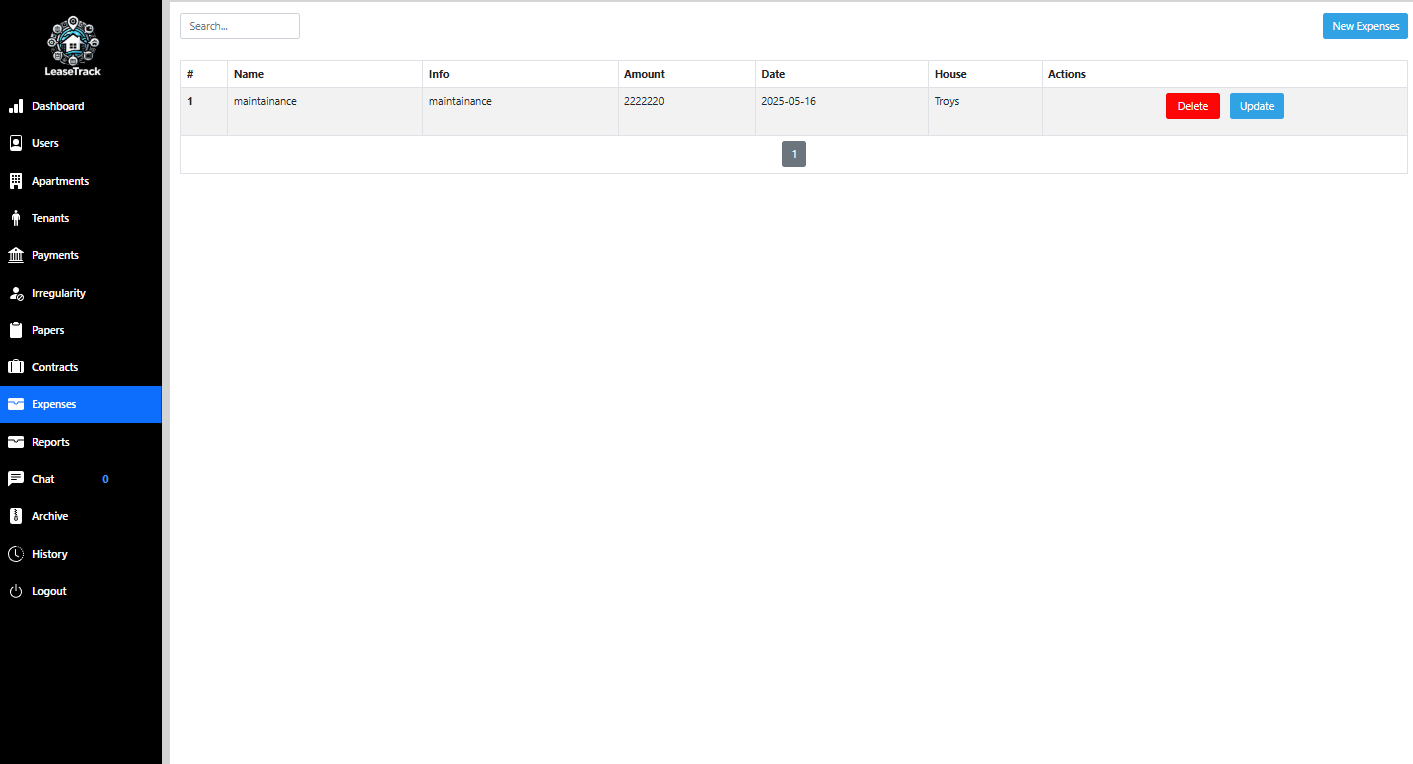 LeaseTrack
Dashboard
Users
Apartments
Tenants
Payments
Irregularity
Papers
Contracts
Expenses
Reports
Chat 0
Archive
History
Logout
Search...
New Expenses
# Name Info Amount Date House Actions
1 maintainance maintainance 2222220 2025-05-16 Troys Delete Update
1